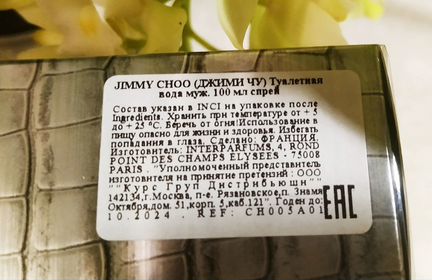 JIMMY CHOO (ДЖИМИ ЧУ) Туалетная
вода муж. 100 мл спрей
Состав указан в INCI на упаковке после
Ingredients. Хранить при температуре от + 5
до + 25 °C. Беречь от огня!Использование в
пищу опасно для жизни и здоровья. Избегать
попадания в глаза. Сделано: ФРАНЦИЯ.
Изготовитель: INTERPARFUMS, 4, ROND
POINT DES CHAMPS ELYSEES - 75008
PARIS . "Уполномоченный представитель
изготовителя на принятие претензий : ООО
""Курс Груп Дистрибьюшн"
142134,г.Москва, п-е. Рязановское,п. Знамя
Октября,дом. 51,корп. 5,каб.121". Годен до:
10.2024 . REF: CH005A01
EAC